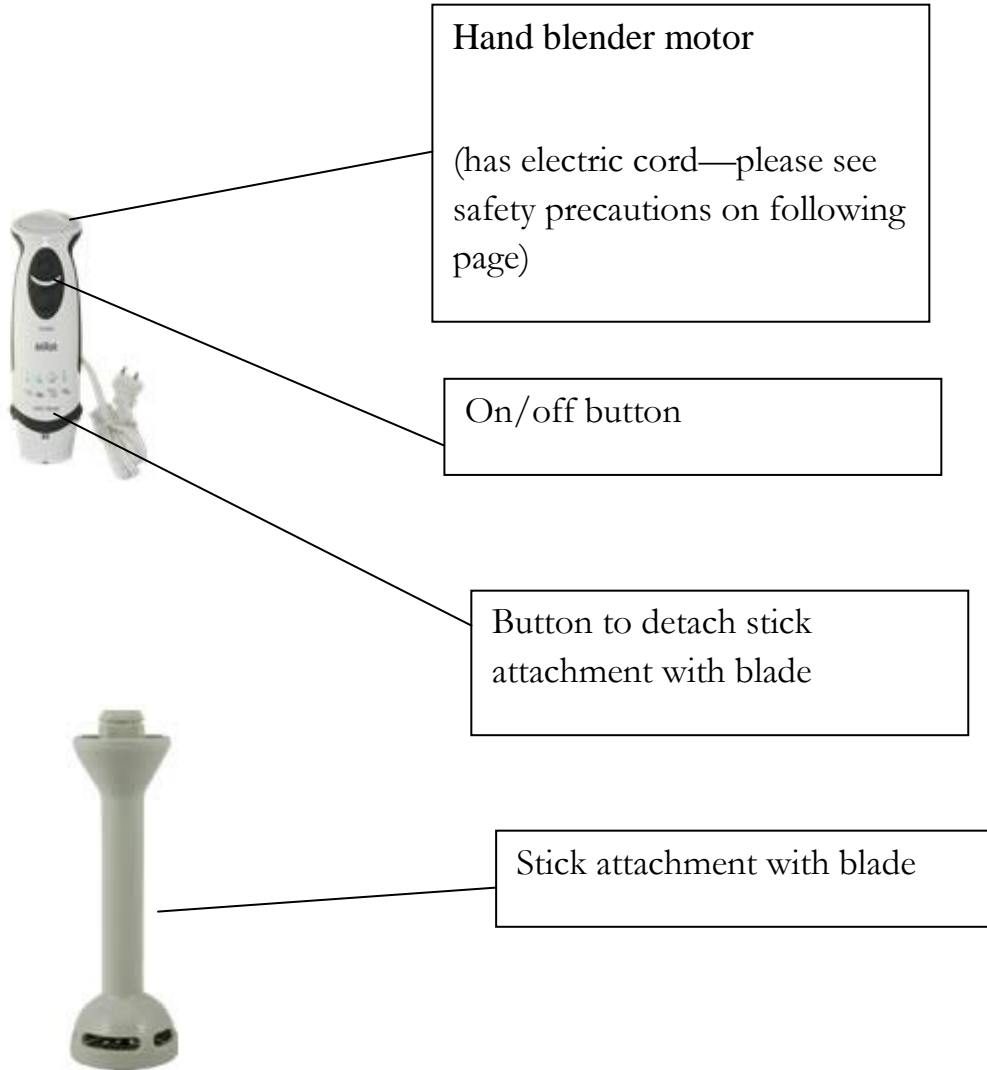 Hand blender motor
(has electric cord—please see
safety precautions on following
page)
On/off button
Button to detach stick
attachment with blade
Stick attachment with blade